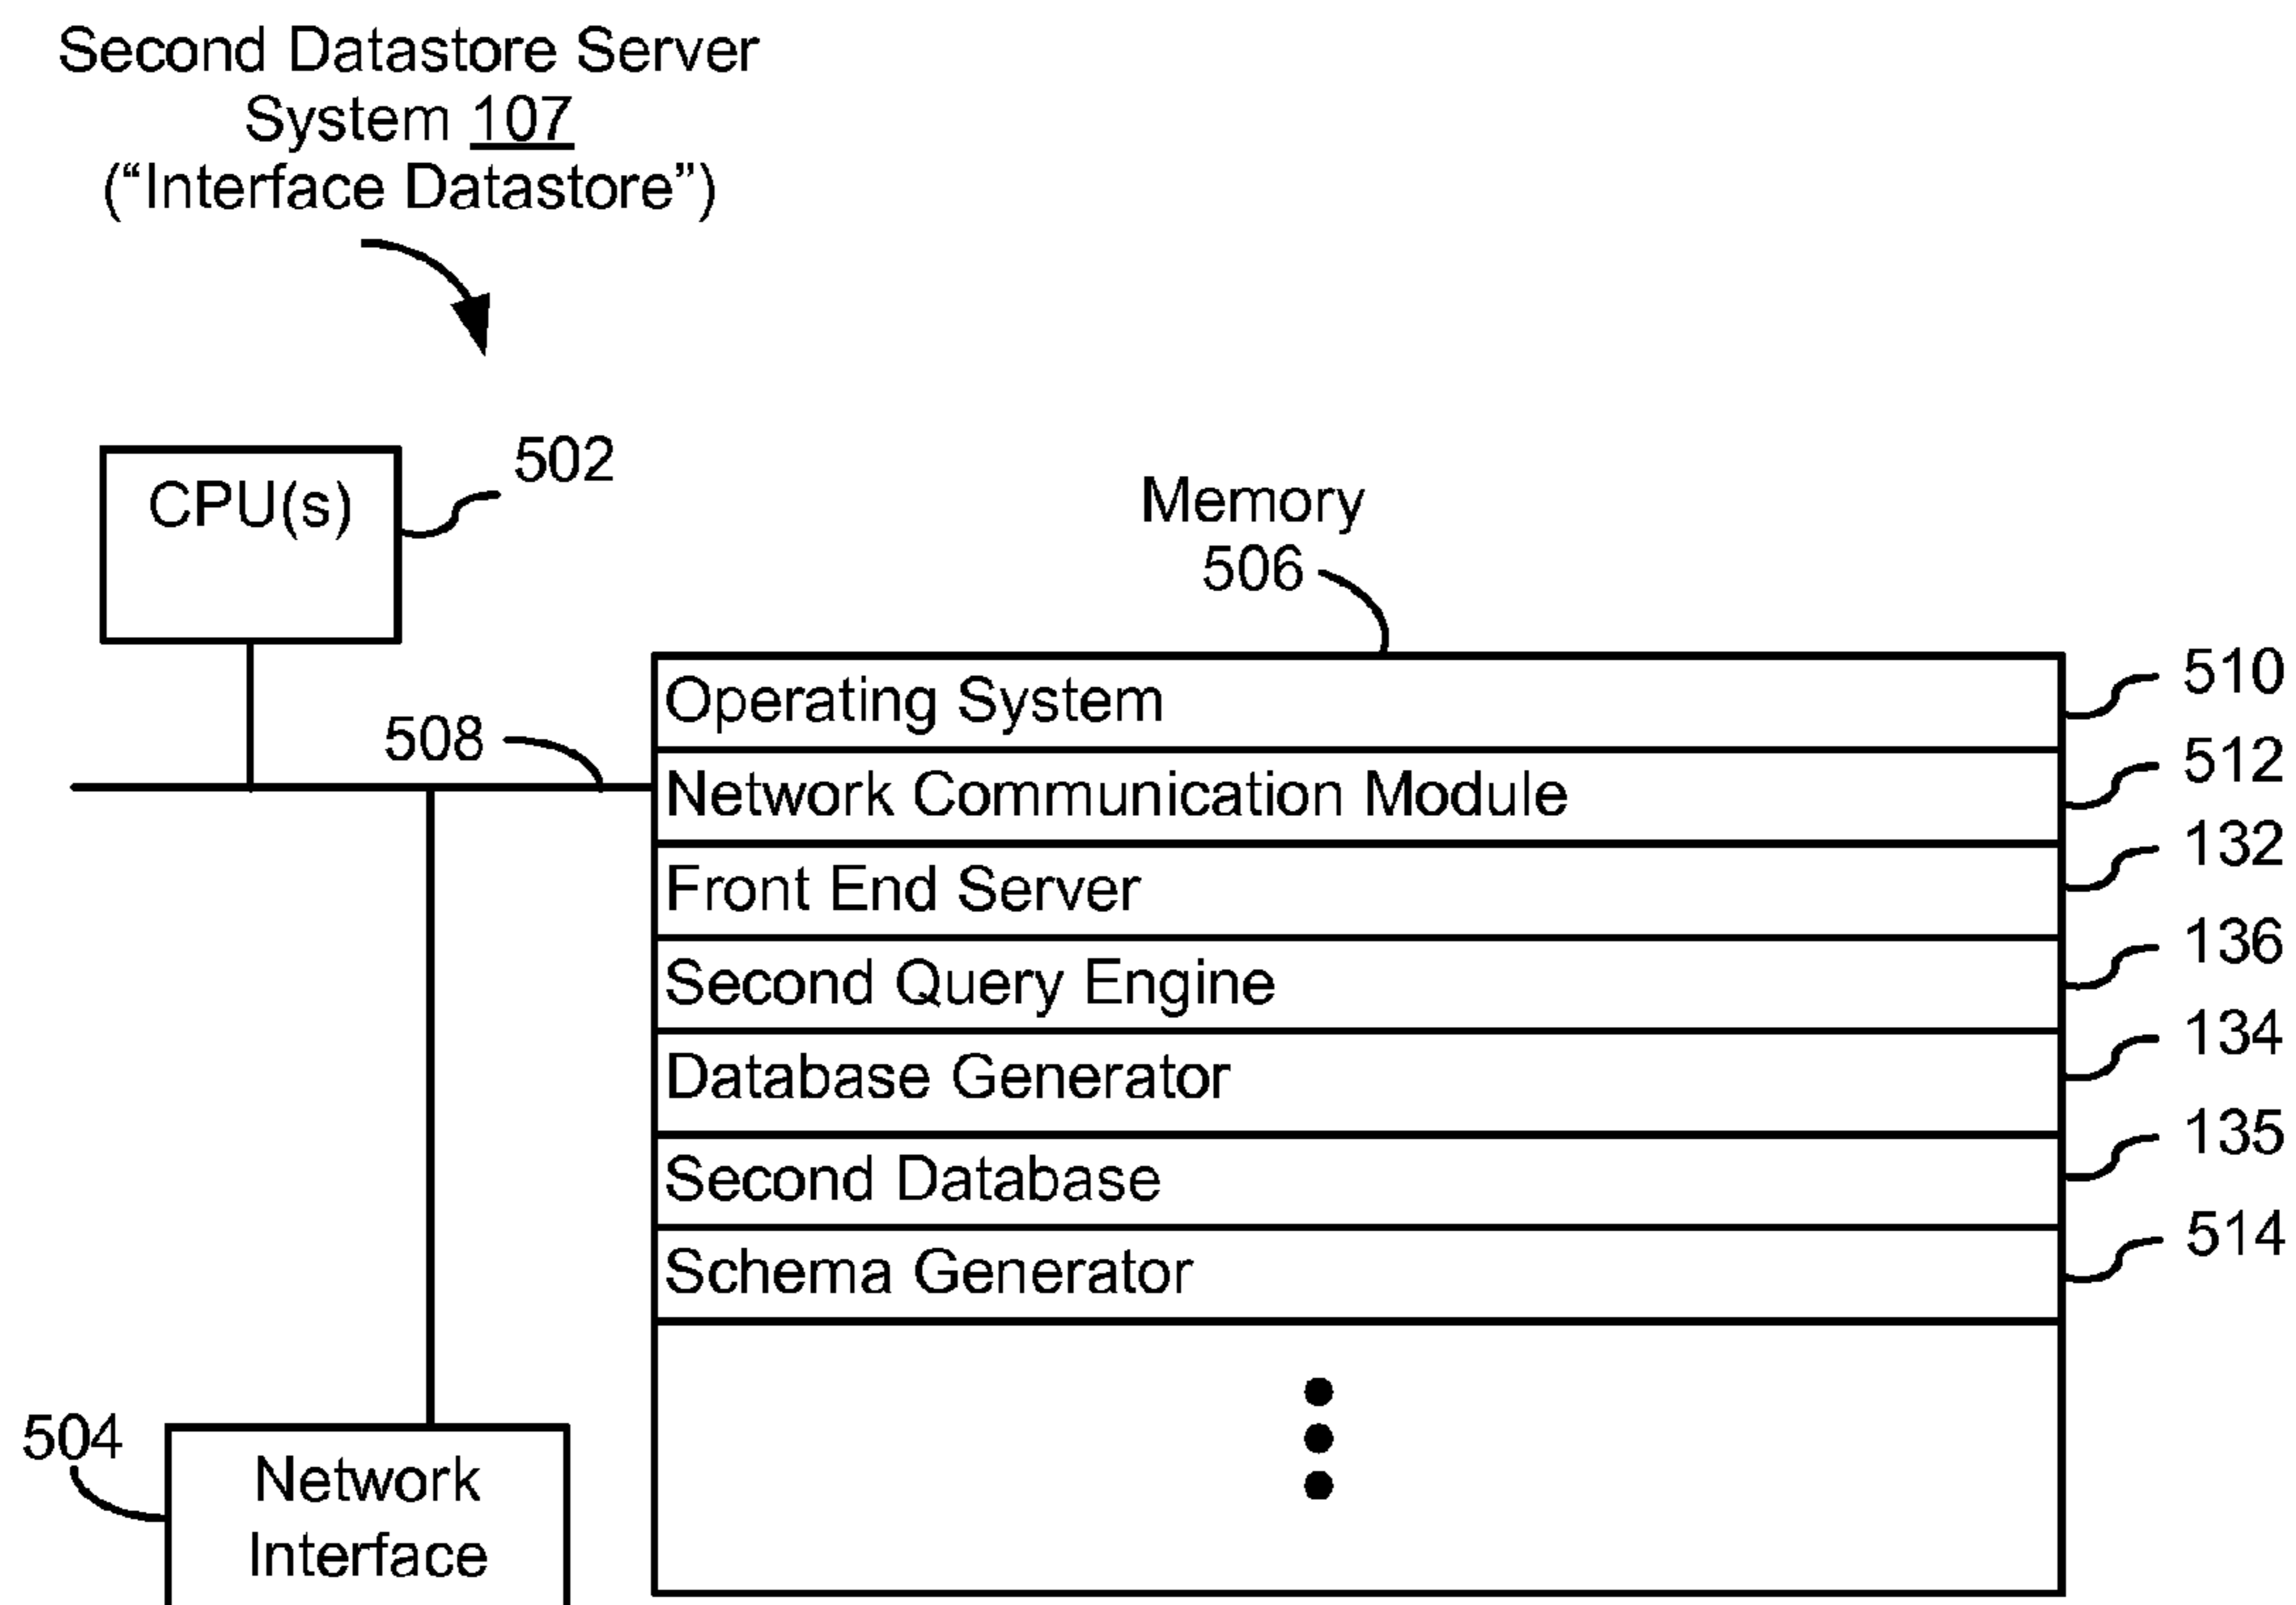 Second Datastore Server
System 107
(“Interface Datastore”)
CPU(s)
502
Memory
506
508
Operating System
510
Network Communication Module
512
Front End Server
132
Second Query Engine
136
Database Generator
134
Second Database
135
Schema Generator
514
504
Network
Interface